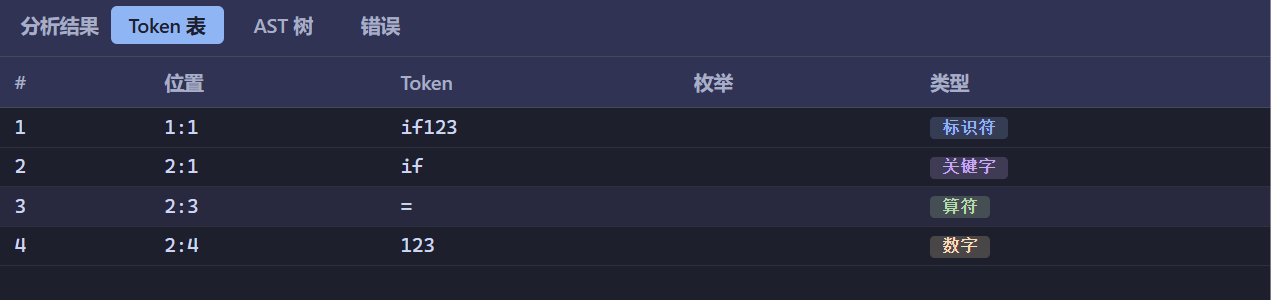 分析结果 Token 表 AST 树 错误
# 位置 Token 枚举 类型
1 1:1 if123 标识符
2 2:1 if 关键字
3 2:3 = 算符
4 2:4 123 数字